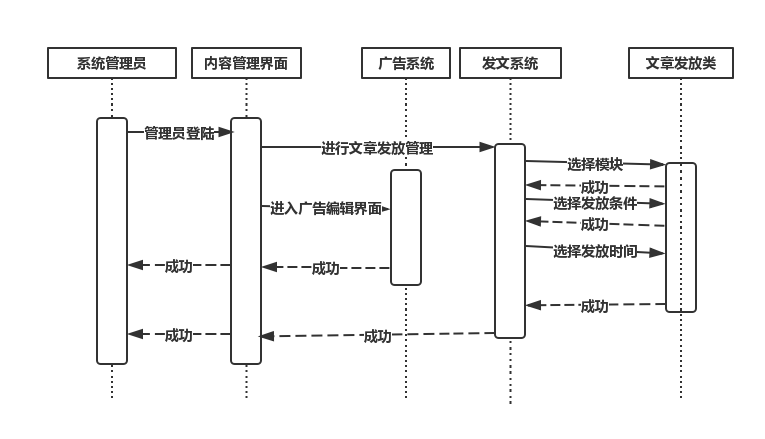 系统管理员
内容管理界面
广告系统
发文系统
文章发放类
管理员登陆
进行文章发放管理
选择模块
成功
选择发放条件
进入广告编辑界面
成功
选择发放时间
成功
成功
成功
成功
成功